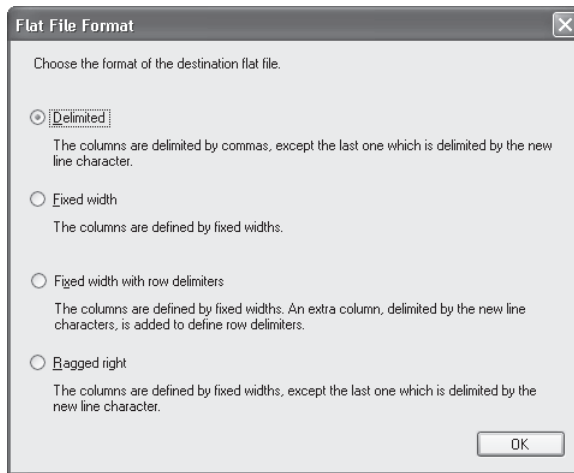 Flat File Format
Choose the format of the destination flat file.
Delimited
The columns are delimited by commas, except the last one which is delimited by the new
line character.
Fixed width
The columns are defined by fixed widths.
Fixed width with row delimiters
The columns are defined by fixed widths. An extra column, delimited by the new line
characters, is added to define row delimiters.
Ragged right
The columns are defined by fixed widths, except the last one which is delimited by the
new line character.
OK